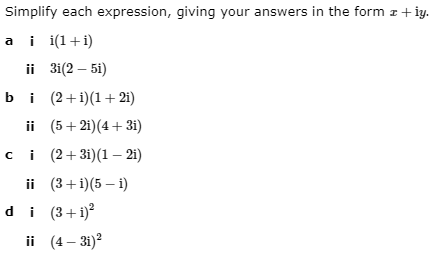 Simplify each expression, giving your answers in the form x + iy.
a i i(1 + i)
ii 3i(2 – 5i)
b i (2 + i)(1 + 2i)
ii (5 + 2i)(4 + 3i)
c i (2 + 3i)(1 – 2i)
ii (3 + i)(5 – i)
d i (3 + i)²
ii (4 – 3i)²